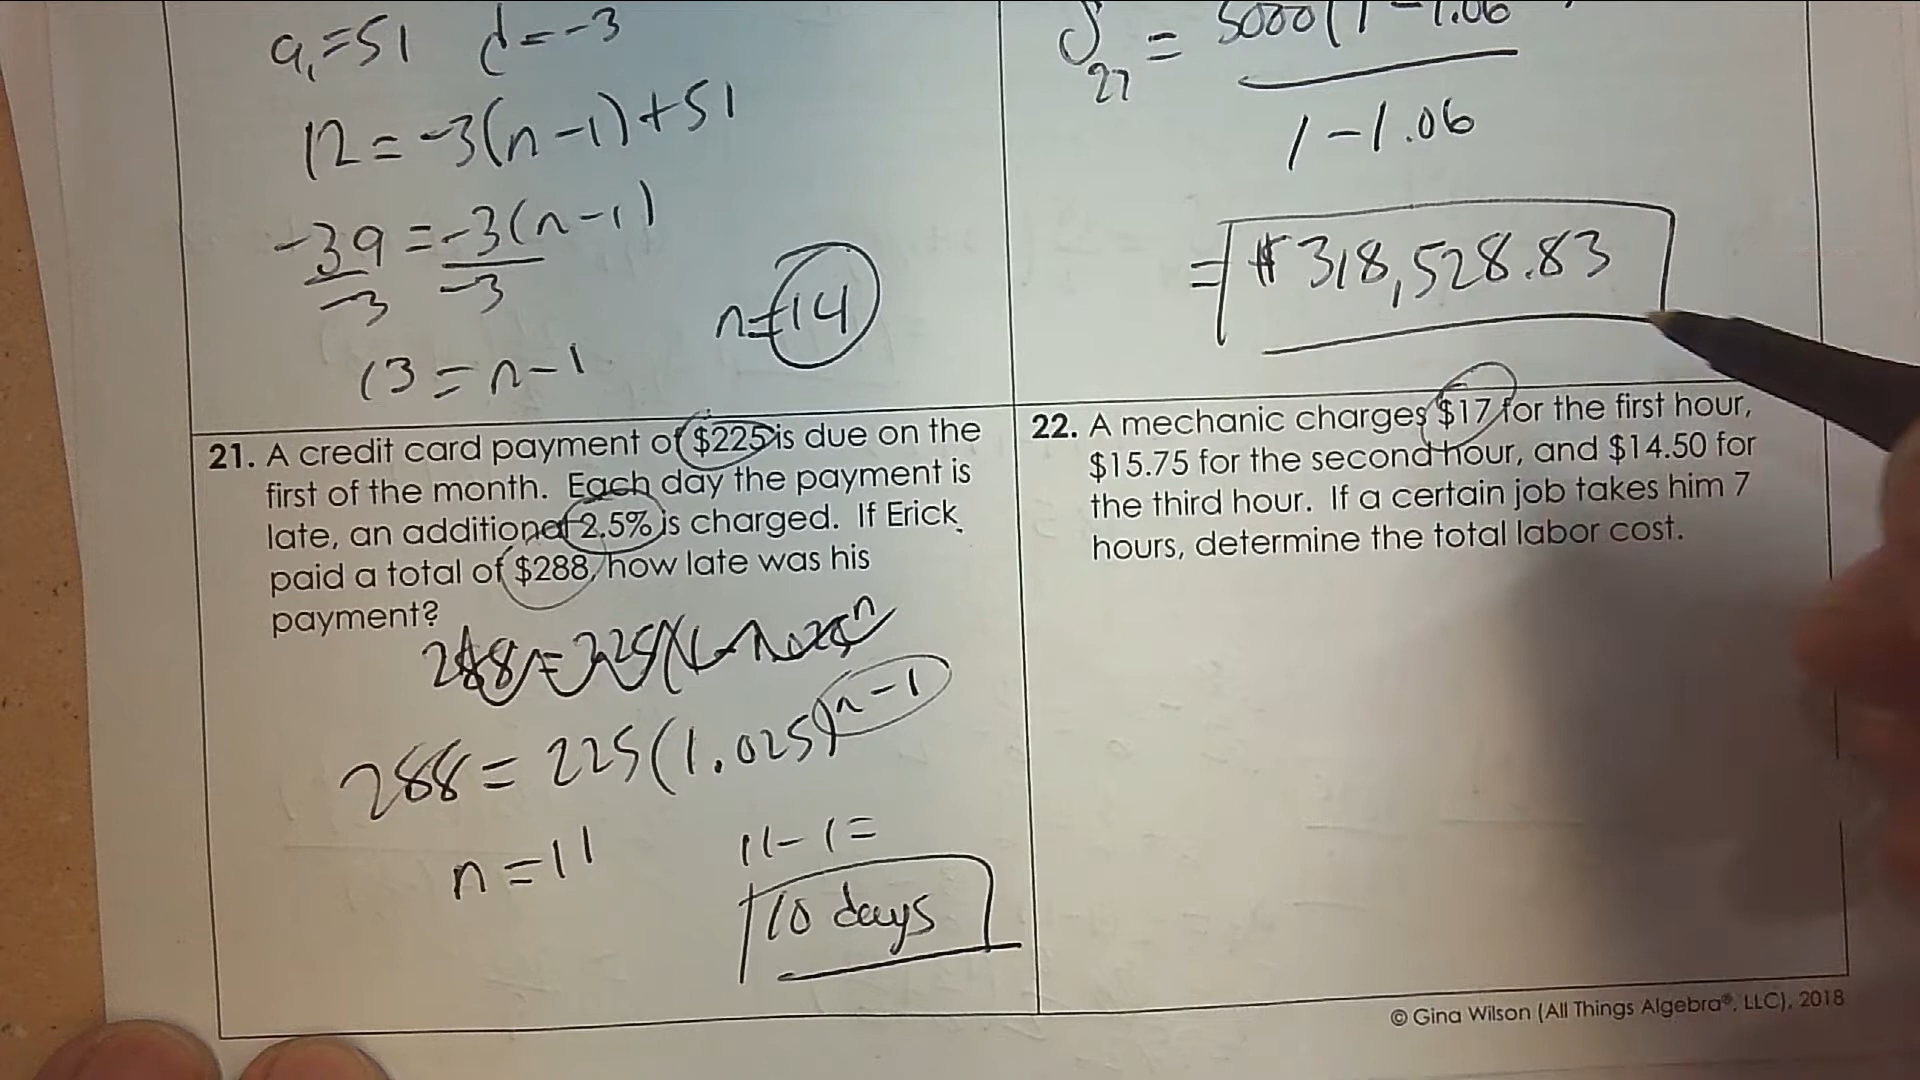 a₁=51 d=-3
12=-3(n-1)+51
-39=-3(n-1)
-3 -3
13=n-1
n=14
S₂₇ = 5000(1-1.06
1-1.06
=$318,528.83
21. A credit card payment of $225 is due on the
first of the month. Each day the payment is
late, an additional 2.5% is charged. If Erick
paid a total of $288, how late was his
payment?
288=225(1.025)ⁿ⁻¹
n=11
11-1=
10 days
22. A mechanic charges $17 for the first hour,
$15.75 for the second hour, and $14.50 for
the third hour. If a certain job takes him 7
hours, determine the total labor cost.
© Gina Wilson (All Things Algebra®, LLC), 2018